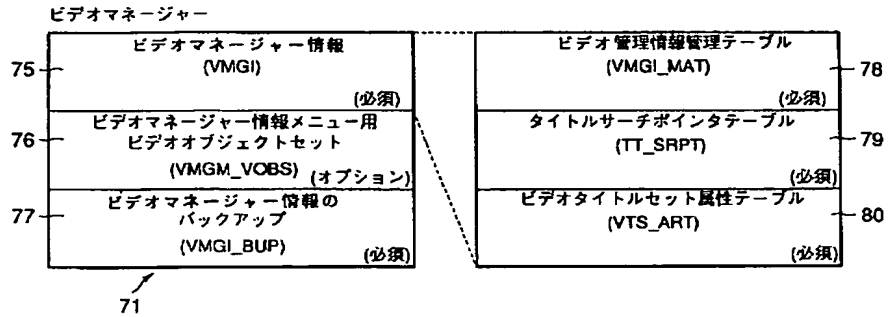 ビデオマネージャー
75
ビデオマネージャー情報
(VMGI)
(必須)
76
ビデオマネージャー情報メニュー用
ビデオオブジェクトセット
(VMGM_VOBS)
(オプション)
77
ビデオマネージャー情報の
バックアップ
(VMGI_BUP)
(必須)
71
ビデオ管理情報管理テーブル
(VMGI_MAT)
(必須)
78
タイトルサーチポインタテーブル
(TT_SRPT)
(必須)
79
ビデオタイトルセット属性テーブル
(VTS_ART)
(必須)
80